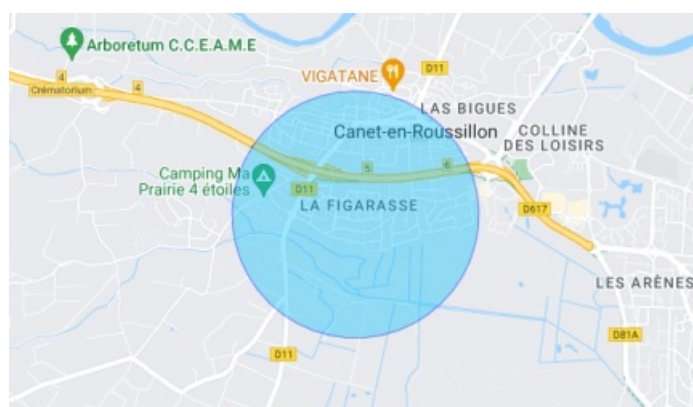 Arboretum C.C.E.A.M.E
4
Crématorium
4
VIGATANE
D11
LAS BIGUES
Canet-en-Roussillon
COLLINE
DES LOISIRS
5
6
Camping Ma
Prairie 4 étoiles
D11
LA FIGARASSE
D617
LES ARÈNES
D81A
D11